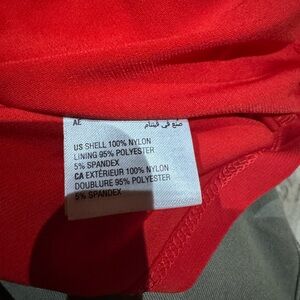 AE صنع في فيتنام
US SHELL 100% NYLON
LINING 95% POLYESTER
5% SPANDEX
CA EXTÉRIEUR 100% NYLON
DOUBLURE 95% POLYESTER
5% SPANDEX